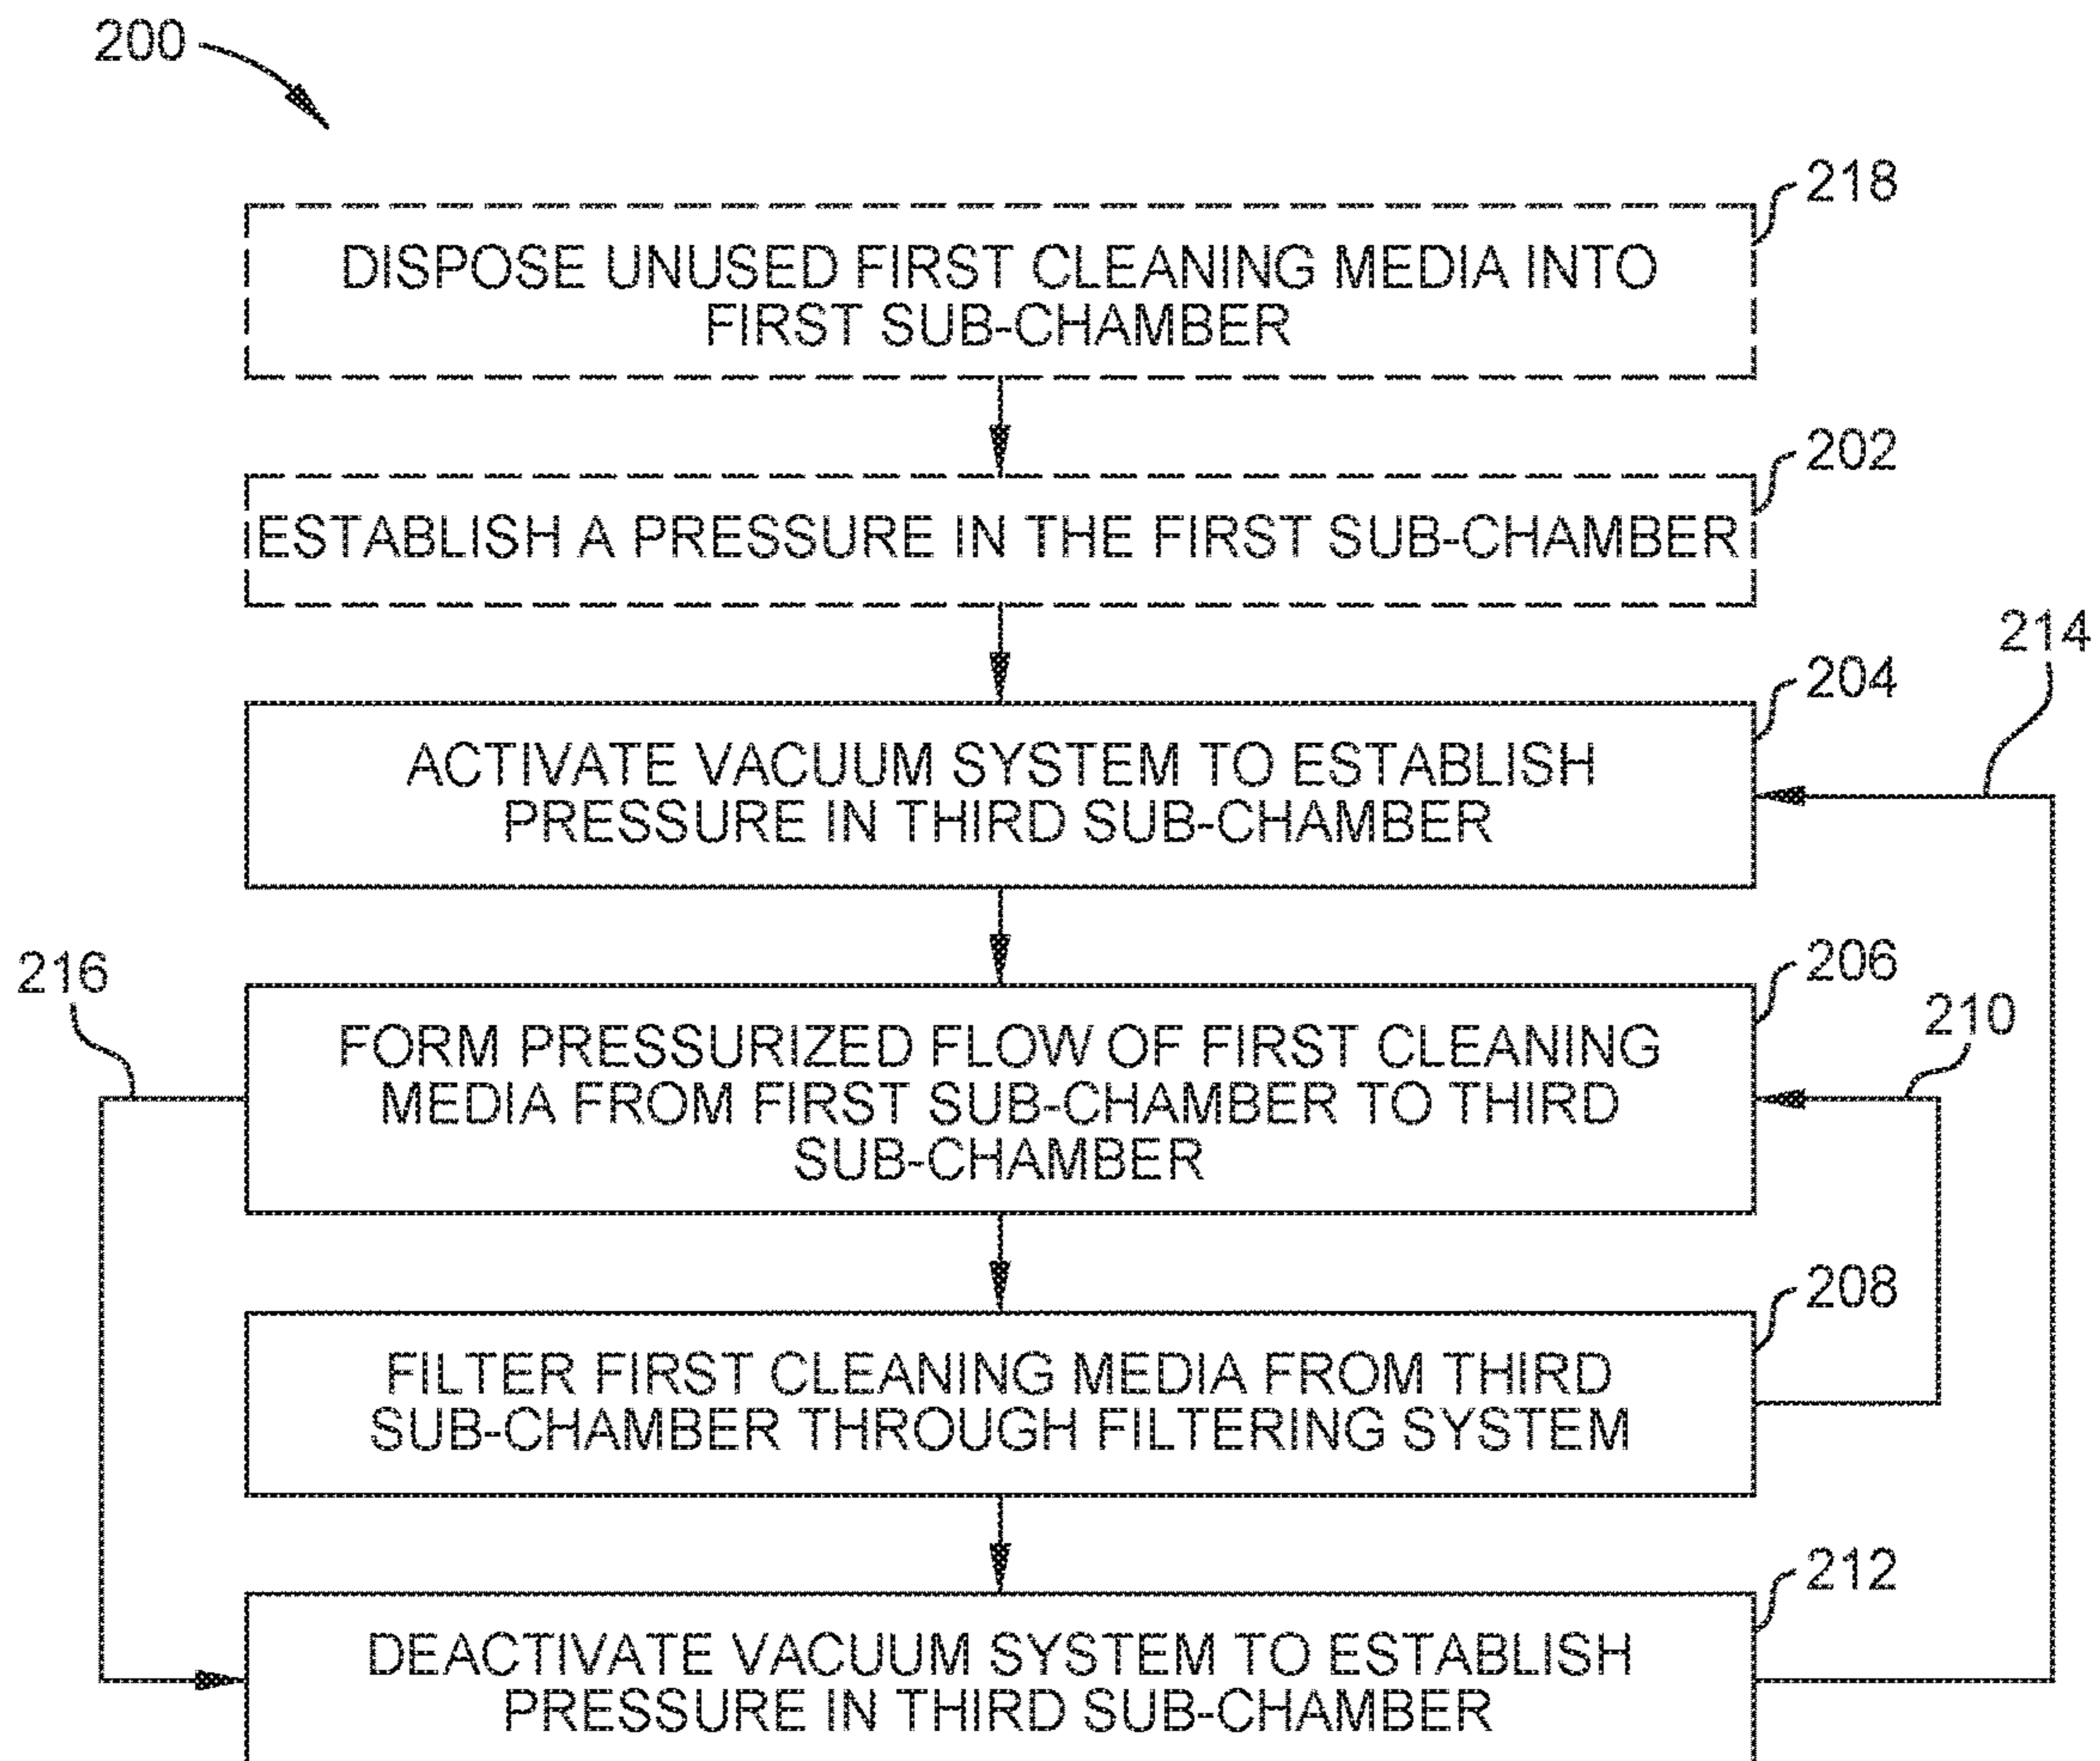 200
218
DISPOSE UNUSED FIRST CLEANING MEDIA INTO
FIRST SUB-CHAMBER
202
ESTABLISH A PRESSURE IN THE FIRST SUB-CHAMBER
214
204
ACTIVATE VACUUM SYSTEM TO ESTABLISH
PRESSURE IN THIRD SUB-CHAMBER
216
206
210
FORM PRESSURIZED FLOW OF FIRST CLEANING
MEDIA FROM FIRST SUB-CHAMBER TO THIRD
SUB-CHAMBER
208
FILTER FIRST CLEANING MEDIA FROM THIRD
SUB-CHAMBER THROUGH FILTERING SYSTEM
212
DEACTIVATE VACUUM SYSTEM TO ESTABLISH
PRESSURE IN THIRD SUB-CHAMBER